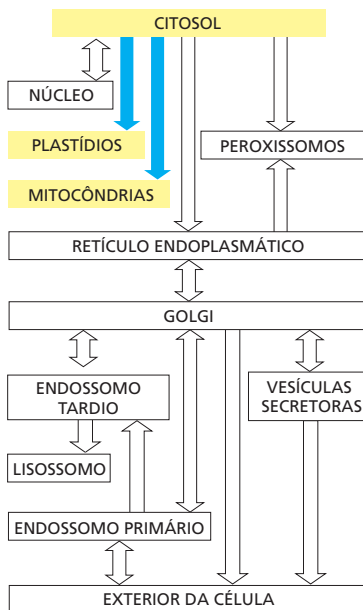 CITOSOL
NÚCLEO
PLASTÍDIOS
PEROXISSOMOS
MITOCÔNDRIAS
RETÍCULO ENDOPLASMÁTICO
GOLGI
ENDOSSOMO
TARDIO
VESÍCULAS
SECRETORAS
LISOSSOMO
ENDOSSOMO PRIMÁRIO
EXTERIOR DA CÉLULA